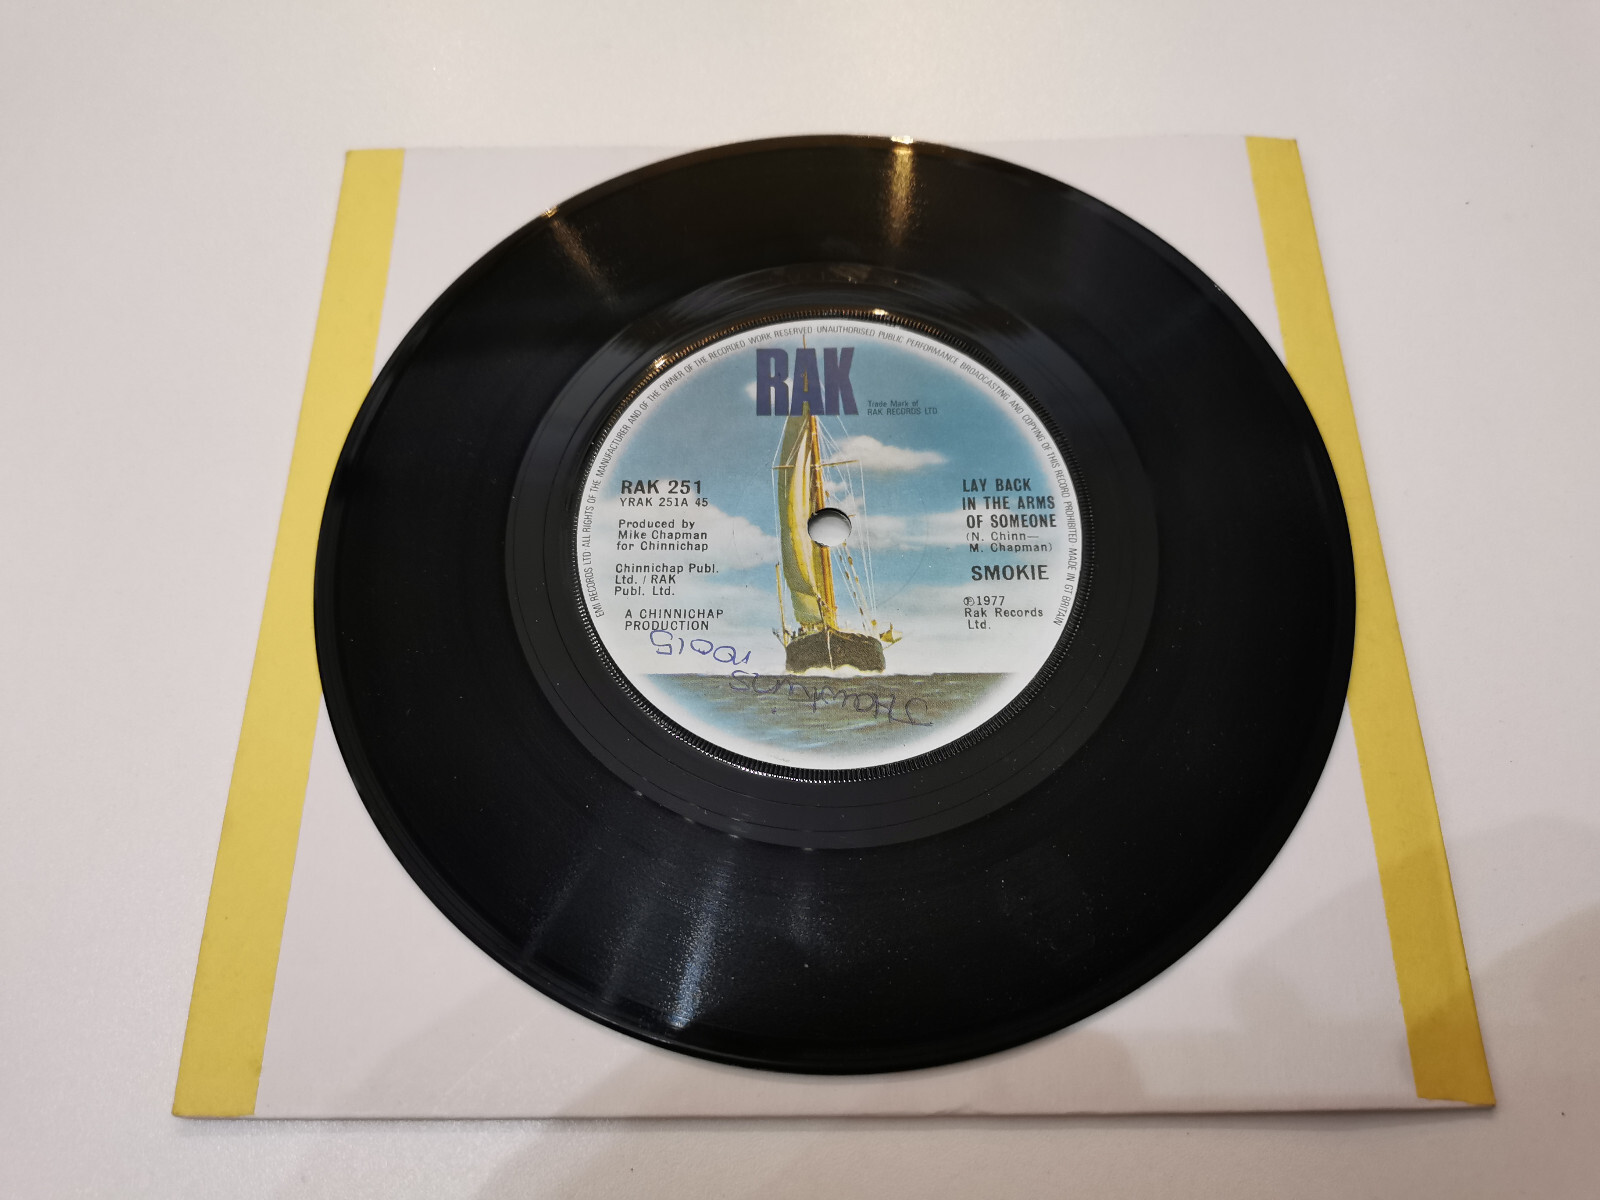 EMI RECORDS LTD ALL RIGHTS OF THE MANUFACTURER AND OF THE OWNER OF THE RECORDED WORK RESERVED UNAUTHORISED PUBLIC PERFORMANCE BROADCASTING AND COPYING OF THIS RECORD PROHIBITED MADE IN GT BRITAIN
RAK
Trade Mark of
RAK RECORDS LTD
RAK 251
YRAK 251A 45
Produced by
Mike Chapman
for Chinnichap
Chinnichap Publ.
Ltd. / RAK
Publ. Ltd.
A CHINNICHAP
PRODUCTION
LAY BACK
IN THE ARMS
OF SOMEONE
(N. Chinn—
M. Chapman)
SMOKIE
℗1977
Rak Records
Ltd.